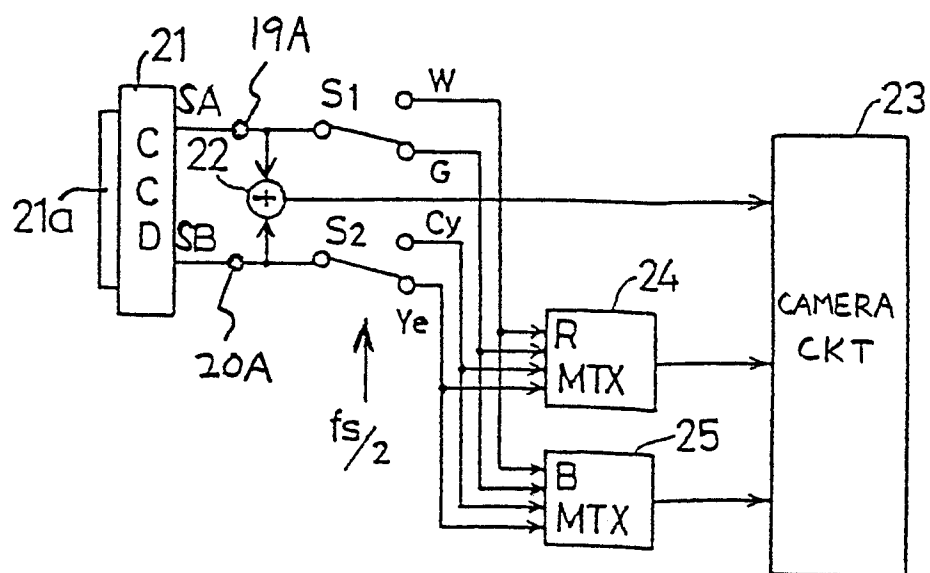 21
19A
SA
S1
W
23
C
C
D
22
G
21a
SB
S2
Cy
Ye
24
R
MTX
CAMERA
CKT
20A
fs/2
25
B
MTX